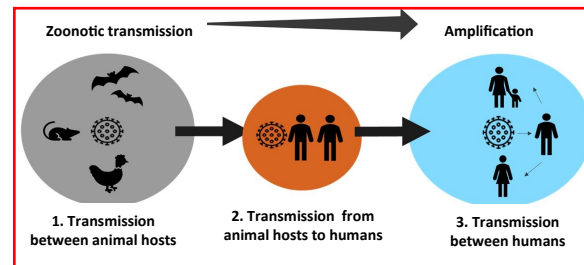 Zoonotic transmission
Amplification
1. Transmission
between animal hosts
2. Transmission from
animal hosts to humans
3. Transmission
between humans